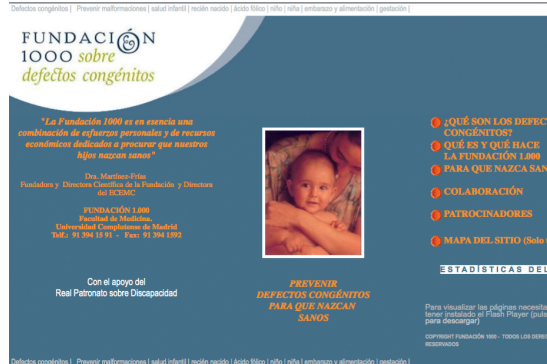 Defectos congénitos | Prevenir malformaciones | salud infantil | recién nacido | ácido fólico | niño | niña | embarazo y alimentación | gestación |
FUNDACIÓN
1000 sobre
defectos congénitos
"La Fundación 1000 es en esencia una
combinación de esfuerzos personales y de recursos
económicos dedicados a procurar que nuestros
hijos nazcan sanos"
Dra. Martínez-Frías
Fundadora y Directora Científica de la Fundación y Directora
del ECEMC
FUNDACIÓN 1.000
Facultad de Medicina.
Universidad Complutense de Madrid
Telf.: 91 394 15 91 - Fax: 91 394 1592
Con el apoyo del
Real Patronato sobre Discapacidad
PREVENIR
DEFECTOS CONGÉNITOS
PARA QUE NAZCAN
SANOS
¿QUÉ SON LOS DEFEC
CONGÉNITOS?
QUÉ ES Y QUÉ HACE
LA FUNDACIÓN 1.000
PARA QUE NAZCA SAN
COLABORACIÓN
PATROCINADORES
MAPA DEL SITIO (Solo
ESTADÍSTICAS DEL
Para visualizar las páginas necesita
tener instalado el Flash Player (puls
para descargar)
COPYRIGHT FUNDACIÓN 1000 - TODOS LOS DERE
RESERVADOS
Defectos congénitos | Prevenir malformaciones | salud infantil | recién nacido | ácido fólico | niño | niña | embarazo y alimentación | gestación |